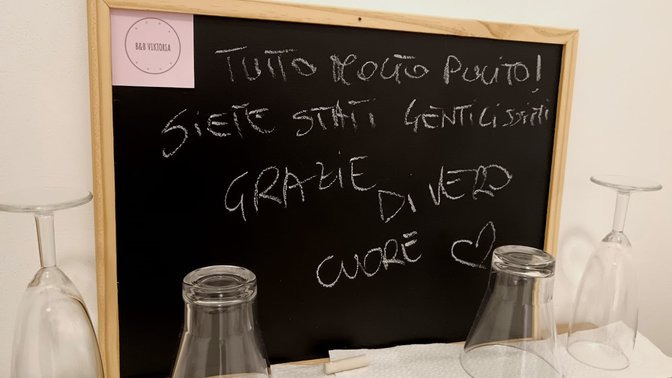 B&B VIKTORIA
TUTTO MOLTO PULITO!
SIETE STATI GENTILISSIMI
GRAZIE DI VERO
CUORE